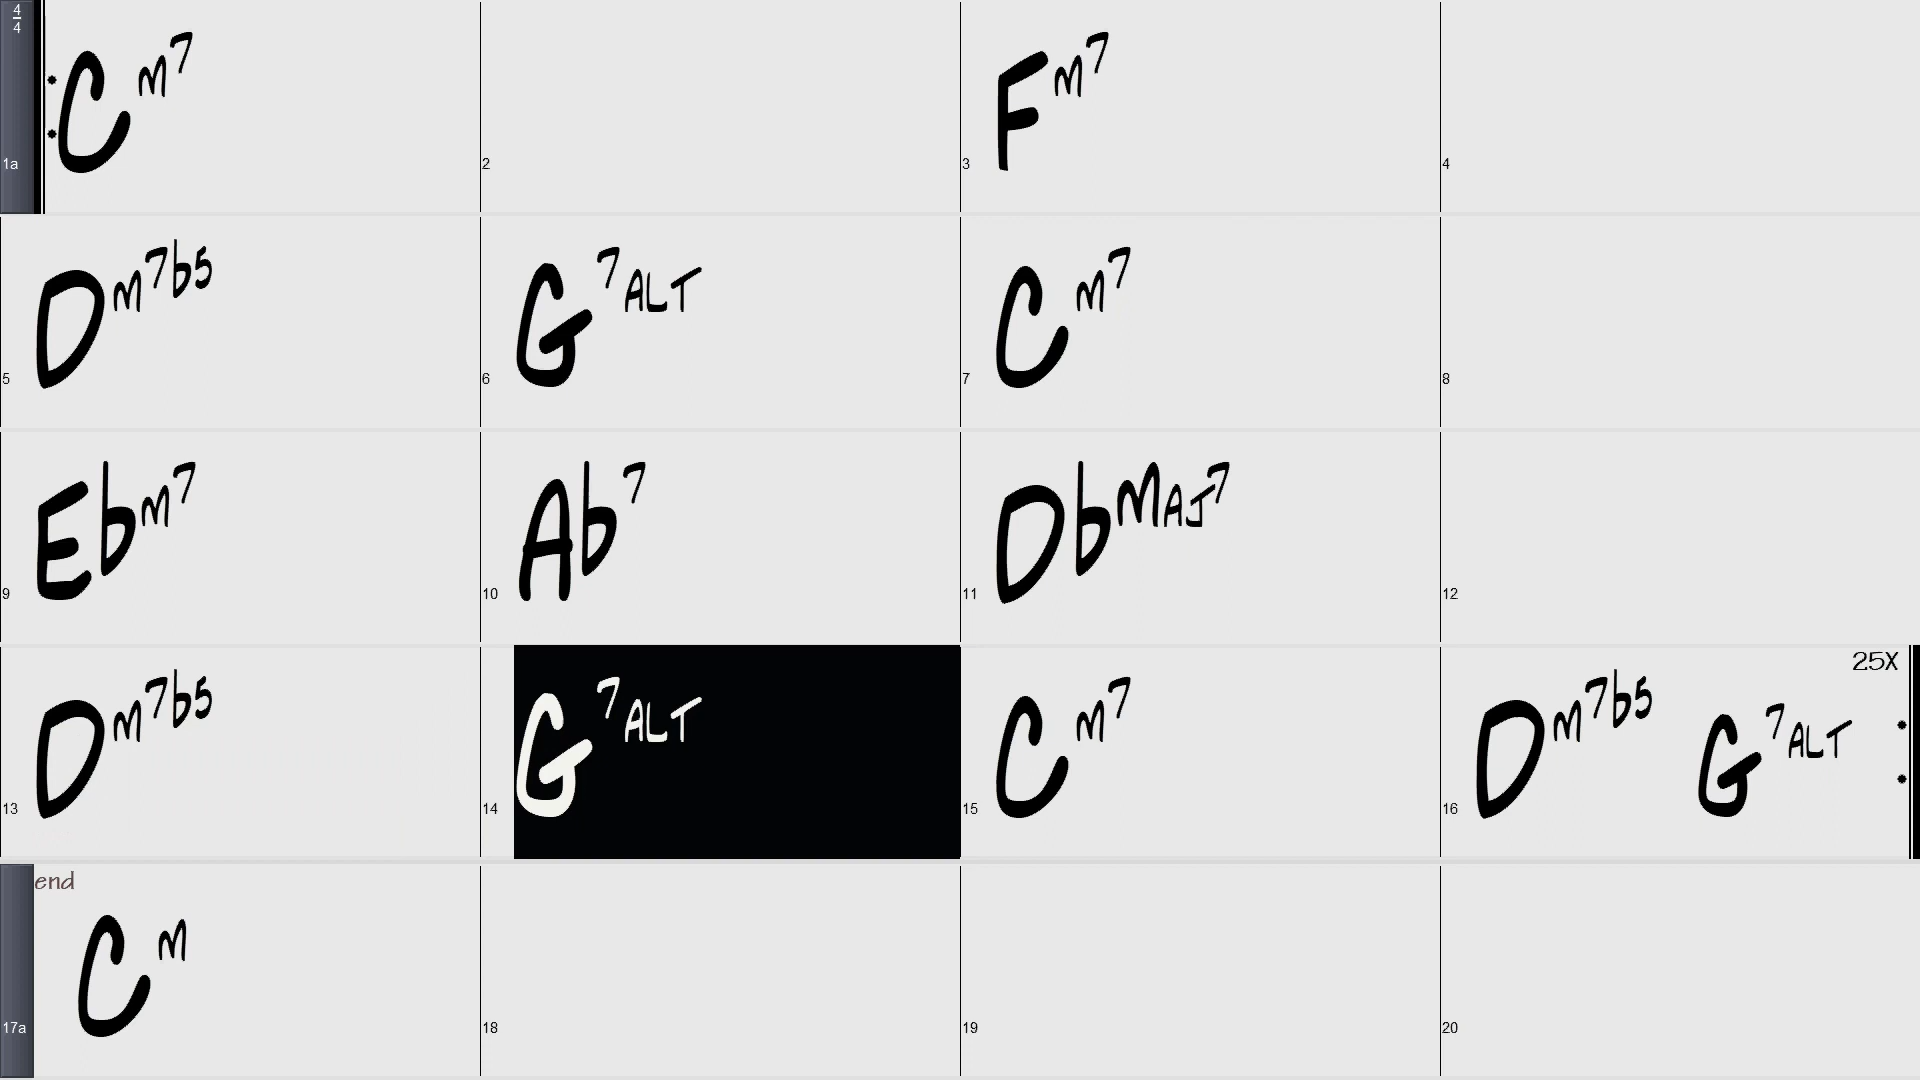 4
4
1a Cm7 2 3 Fm7 4
5 Dm7b5 6 G7ALT 7 Cm7 8
9 Ebm7 10 Ab7 11 DbMAJ7 12
25X
13 Dm7b5 14 G7ALT 15 Cm7 16 Dm7b5 G7ALT
end
17a Cm 18 19 20